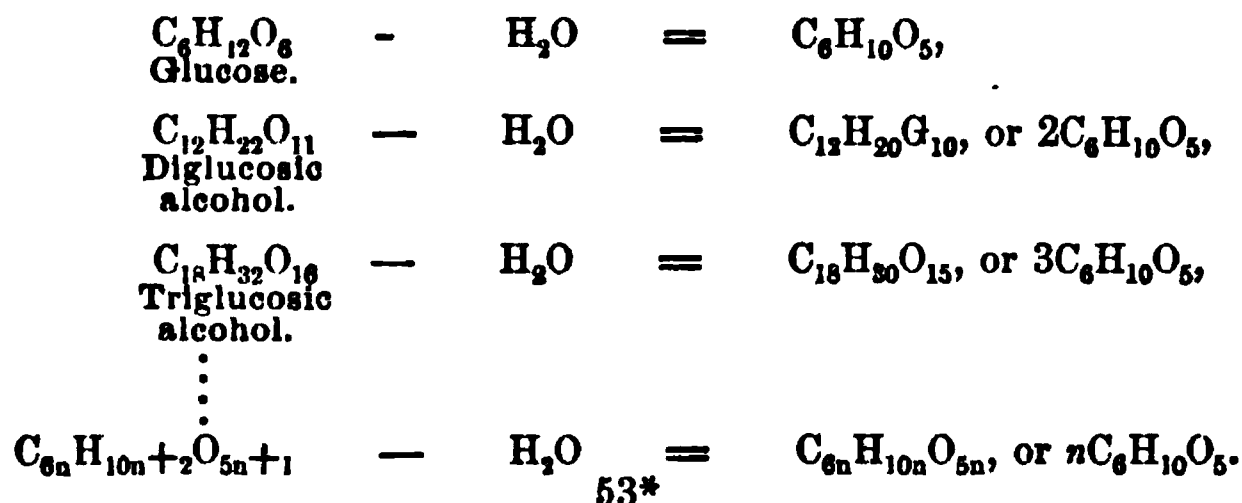 C₆H₁₂O₆ - H₂O = C₆H₁₀O₅,
Glucose.
C₁₂H₂₂O₁₁ — H₂O = C₁₂H₂₀G₁₀, or 2C₆H₁₀O₅,
Diglucosic
alcohol.
C₁₈H₃₂O₁₆ — H₂O = C₁₈H₃₀O₁₅, or 3C₆H₁₀O₅,
Triglucosic
alcohol.
C₆ₙH₁₀ₙ+₂O₅ₙ+₁ — H₂O = C₆ₙH₁₀ₙO₅ₙ, or nC₆H₁₀O₅.
53*